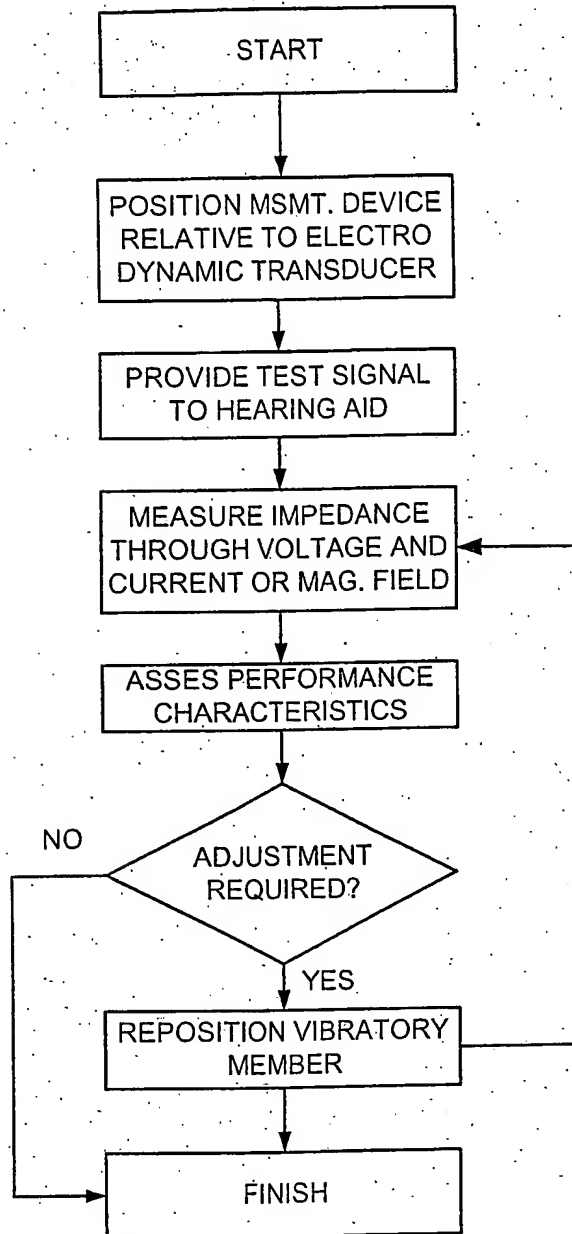 START
POSITION MSMT. DEVICE
RELATIVE TO ELECTRO
DYNAMIC TRANSDUCER
PROVIDE TEST SIGNAL
TO HEARING AID
MEASURE IMPEDANCE
THROUGH VOLTAGE AND
CURRENT OR MAG. FIELD
ASSES PERFORMANCE
CHARACTERISTICS
NO
ADJUSTMENT
REQUIRED?
YES
REPOSITION VIBRATORY
MEMBER
FINISH